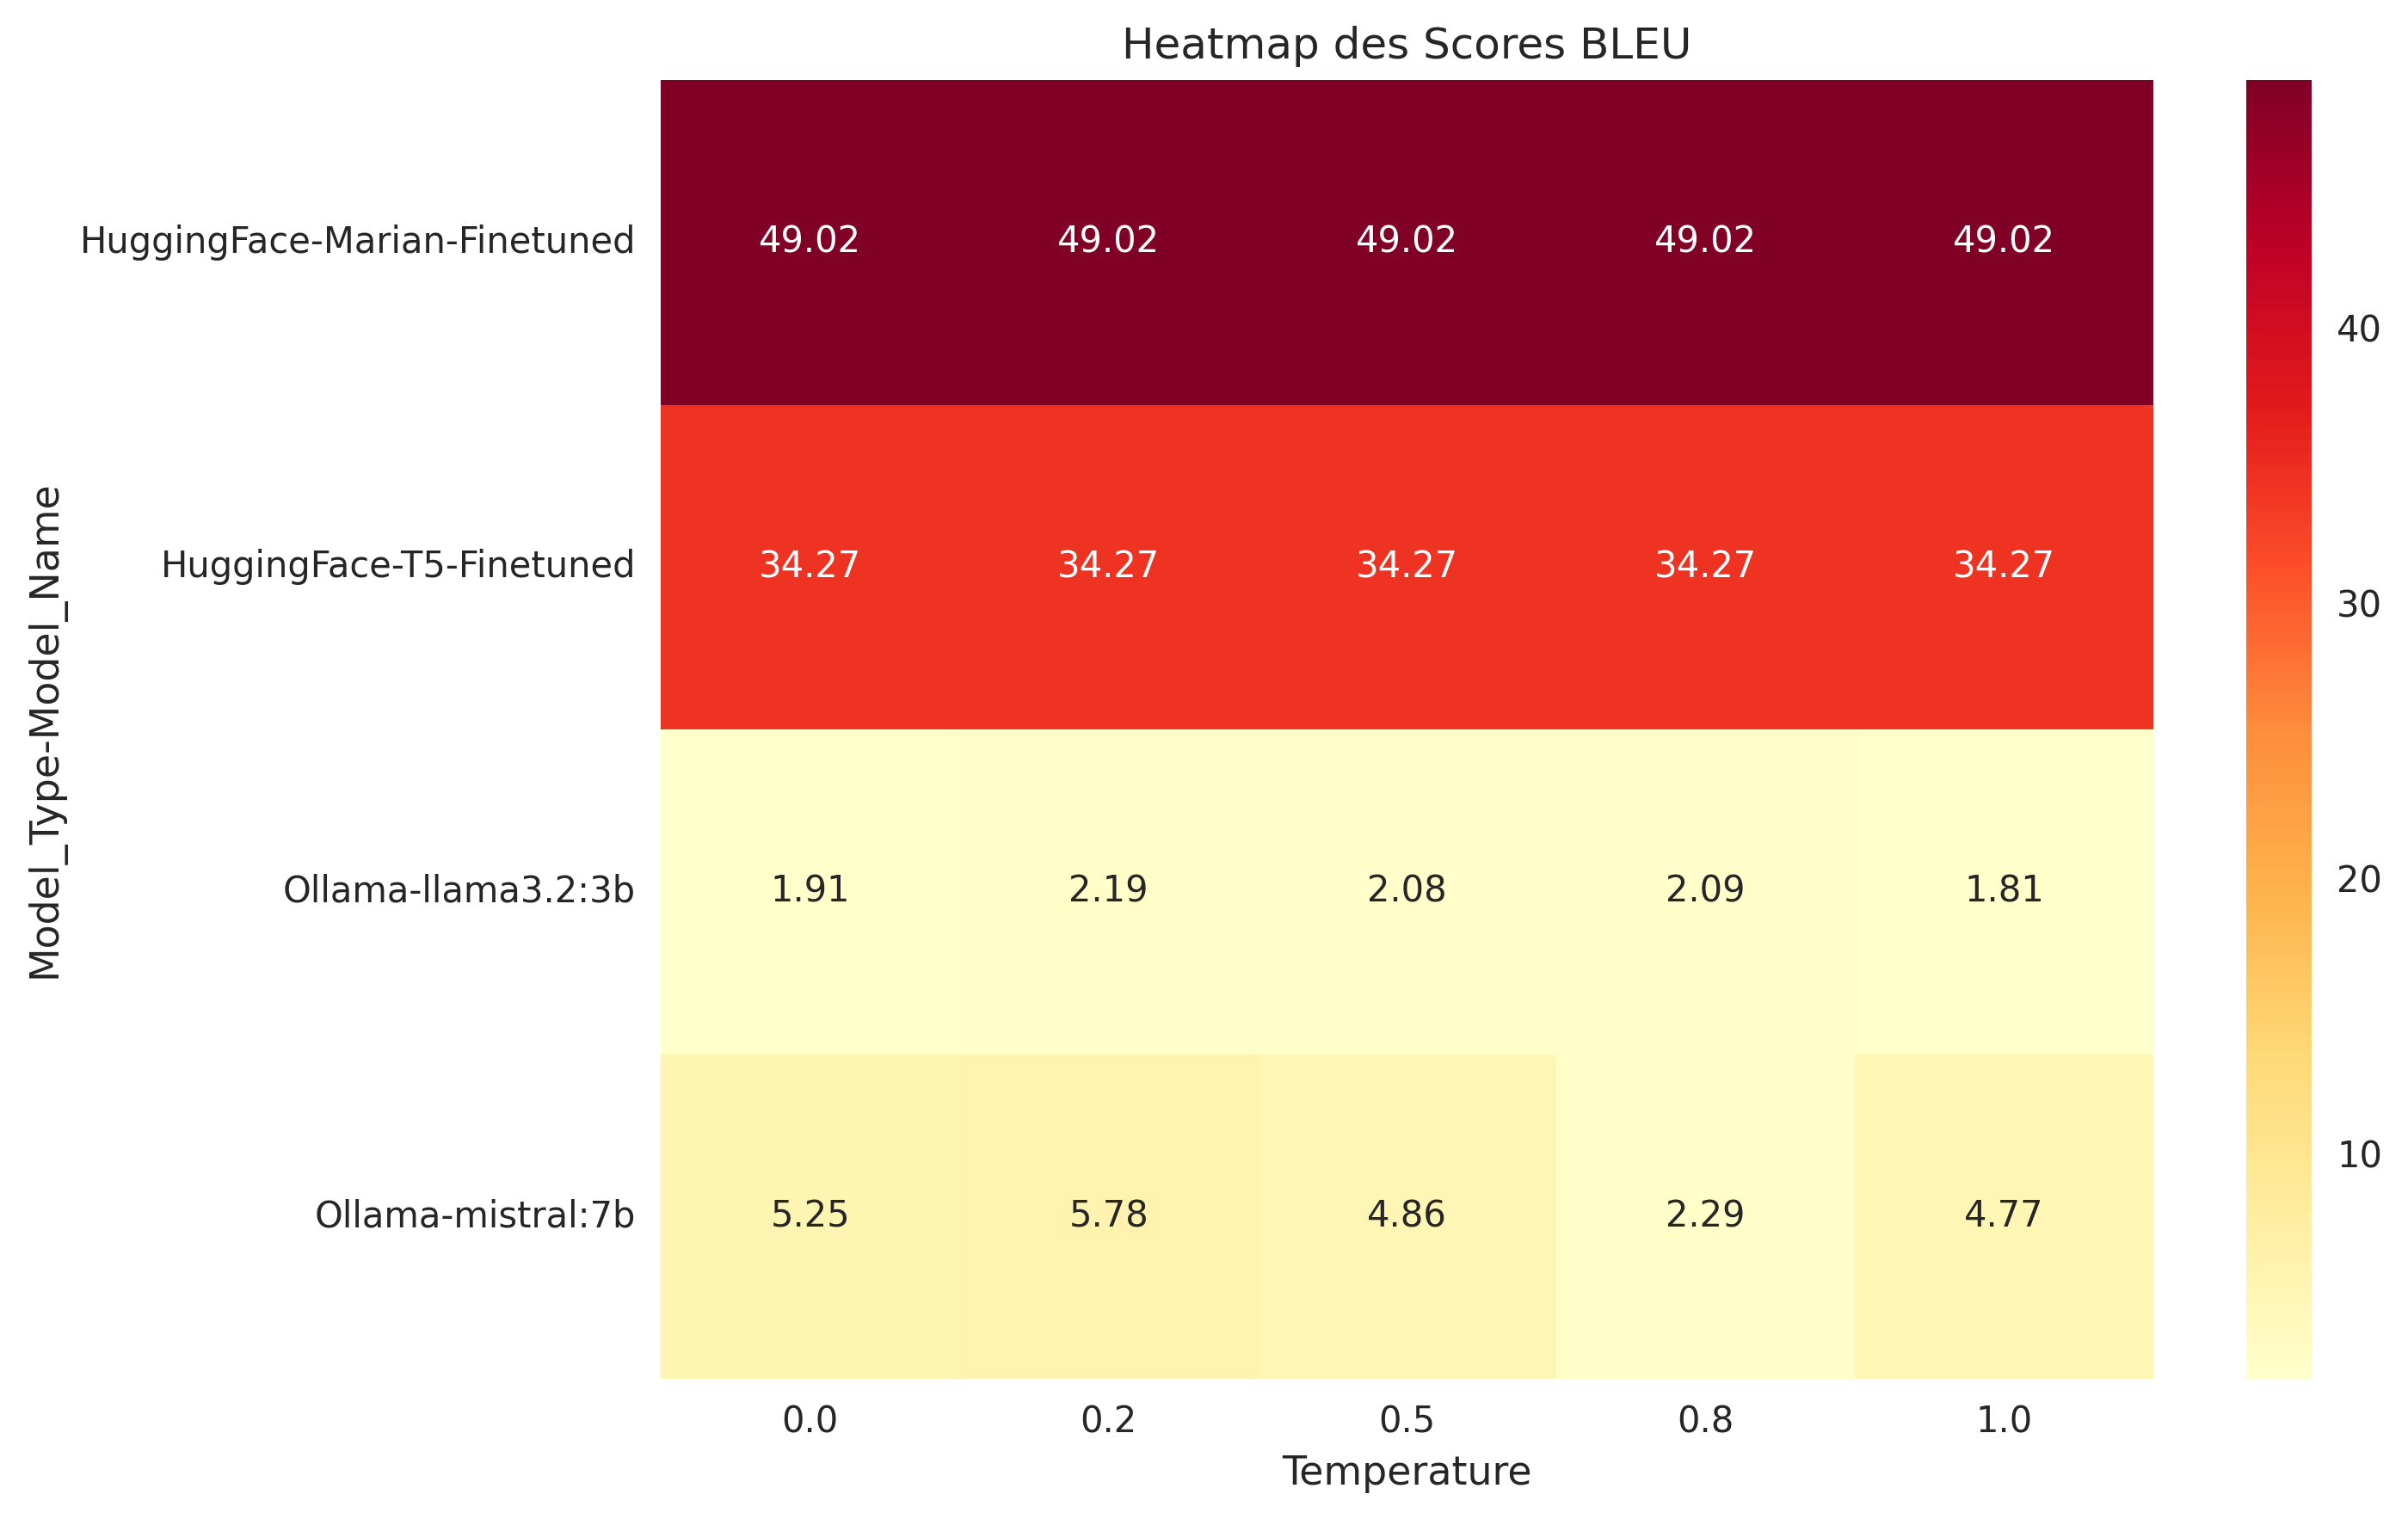 Heatmap des Scores BLEU
Model_Type-Model_Name
HuggingFace-Marian-Finetuned 49.02 49.02 49.02 49.02 49.02
HuggingFace-T5-Finetuned 34.27 34.27 34.27 34.27 34.27
Ollama-llama3.2:3b 1.91 2.19 2.08 2.09 1.81
Ollama-mistral:7b 5.25 5.78 4.86 2.29 4.77
0.0 0.2 0.5 0.8 1.0
Temperature
40
30
20
10